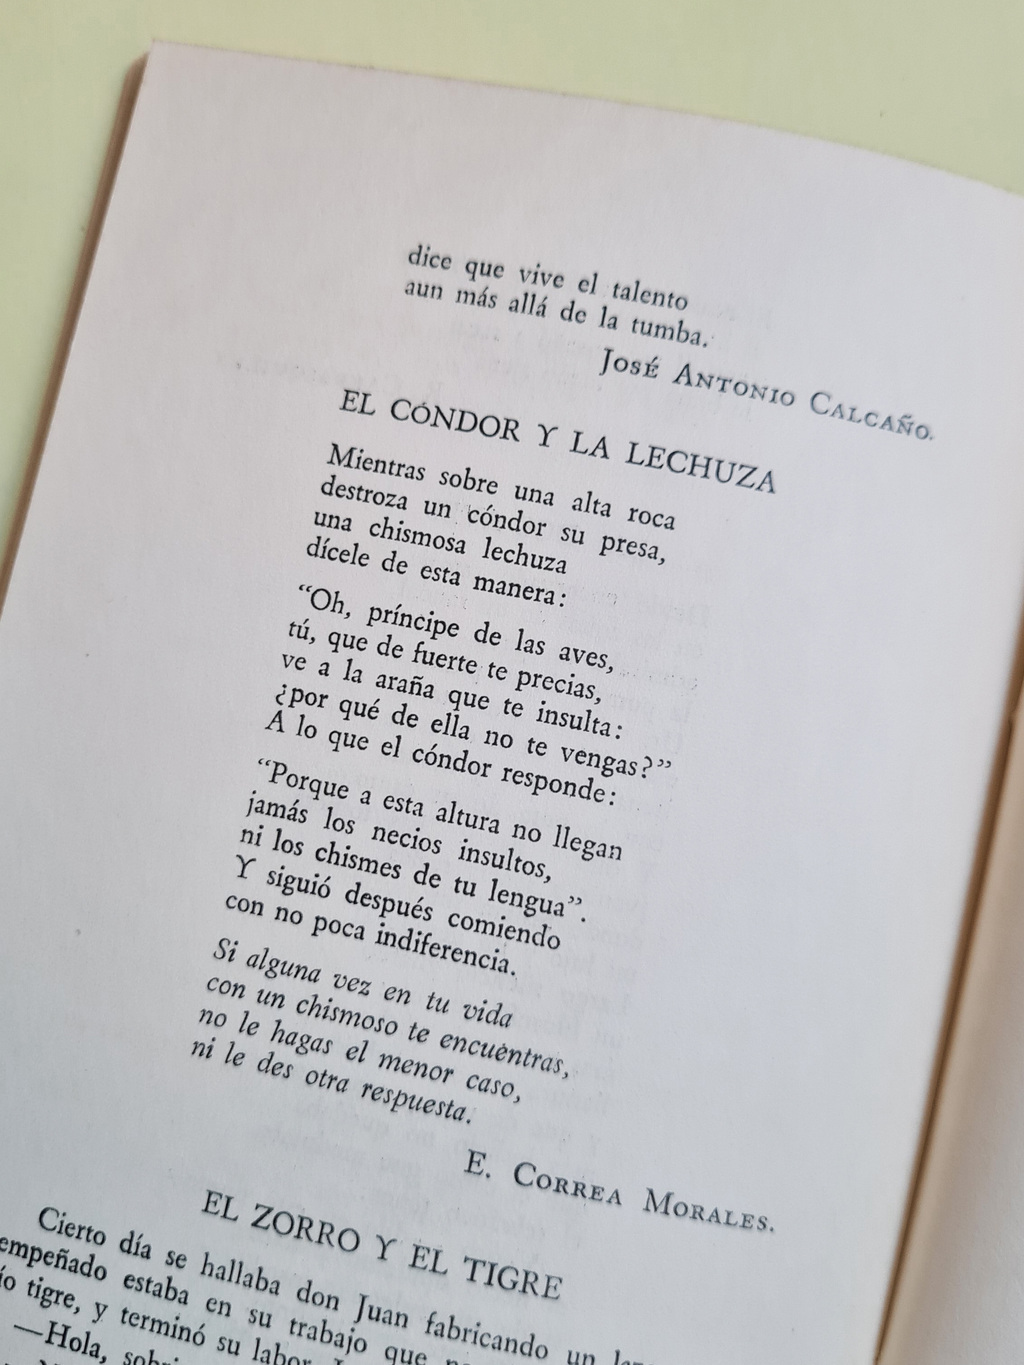 dice que vive el talento
aun más allá de la tumba.
José Antonio Calcaño.
EL CÓNDOR Y LA LECHUZA
Mientras sobre una alta roca
destroza un cóndor su presa,
una chismosa lechuza
dícele de esta manera:
“Oh, príncipe de las aves,
tú, que de fuerte te precias,
ve a la araña que te insulta:
¿por qué de ella no te vengas?”
A lo que el cóndor responde:
“Porque a esta altura no llegan
jamás los necios insultos,
ni los chismes de tu lengua”.
Y siguió después comiendo
con no poca indiferencia.
Si alguna vez en tu vida
con un chismoso te encuentras,
no le hagas el menor caso,
ni le des otra respuesta.
E. Correa Morales.
EL ZORRO Y EL TIGRE
Cierto día se hallaba don Juan fabricando un
empeñado estaba en su trabajo que
tigre, y terminó su
—Hola,